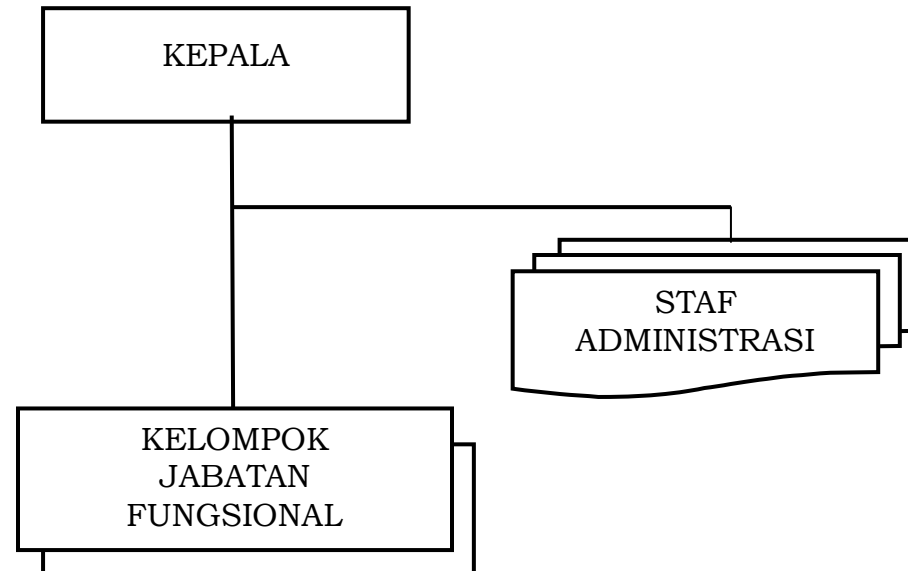 KEPALA
STAF
ADMINISTRASI
KELOMPOK
JABATAN
FUNGSIONAL